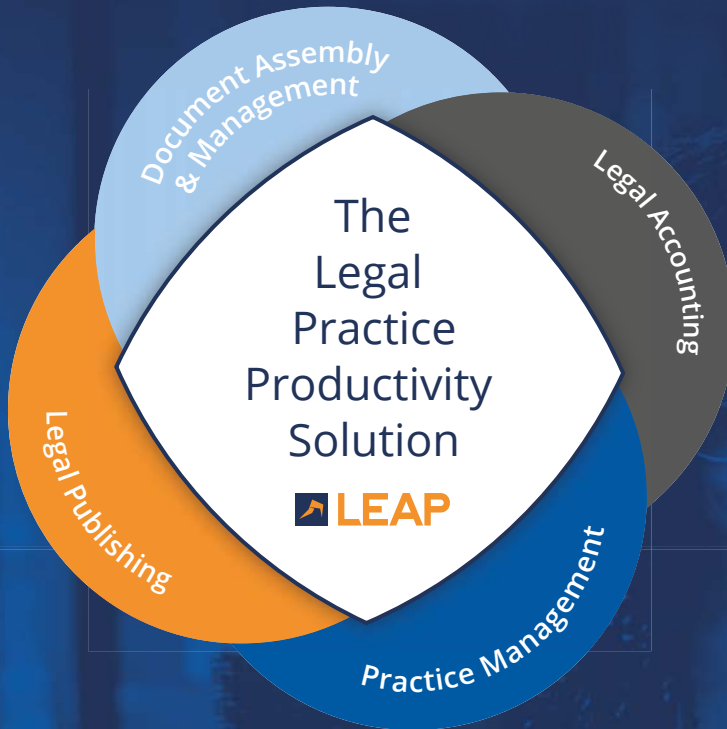 Document Assembly
& Management
Legal Accounting
The
Legal
Practice
Productivity
Solution
LEAP
Legal Publishing
Practice Management